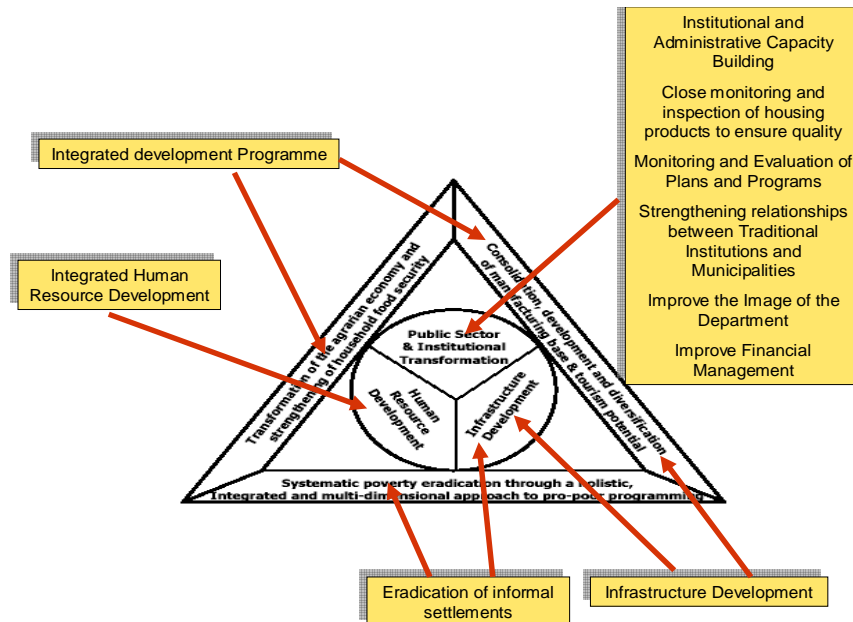 Institutional and
Administrative Capacity
Building
Close monitoring and
inspection of housing
products to ensure quality
Monitoring and Evaluation of
Plans and Programs
Strengthening relationships
between Traditional
Institutions and
Municipalities
Improve the Image of the
Department
Improve Financial
Management
Integrated development Programme
Integrated Human
Resource Development
Transformation of the agrarian economy and
strengthening of household food security
Consolidation, development and diversification
of manufacturing base & tourism potential
Public Sector
& Institutional
Transformation
Human
Resource
Development
Infrastructure
Development
Systematic poverty eradication through a holistic,
Integrated and multi-dimensional approach to pro-poor programming
Eradication of informal
settlements
Infrastructure Development